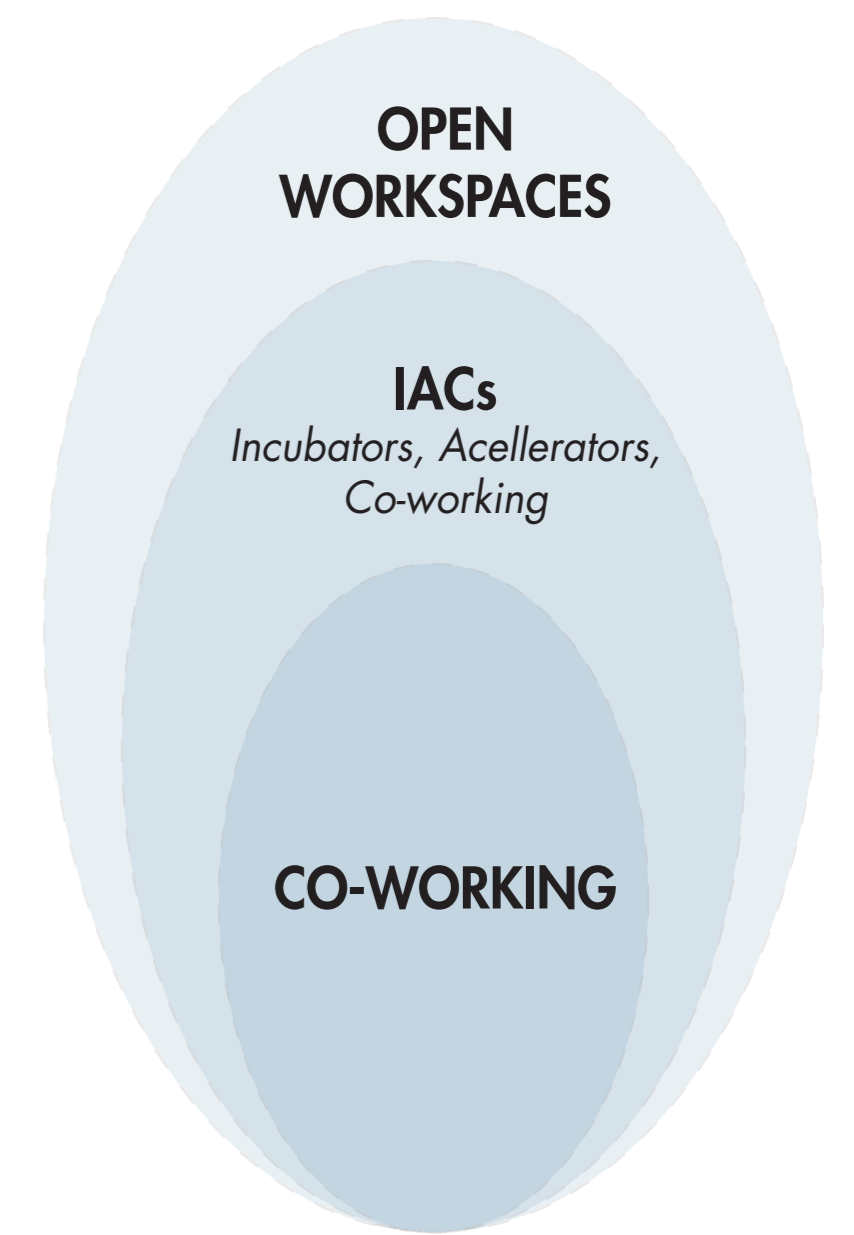 OPEN
WORKSPACES
IACs
Incubators, Acellerators,
Co-working
CO-WORKING